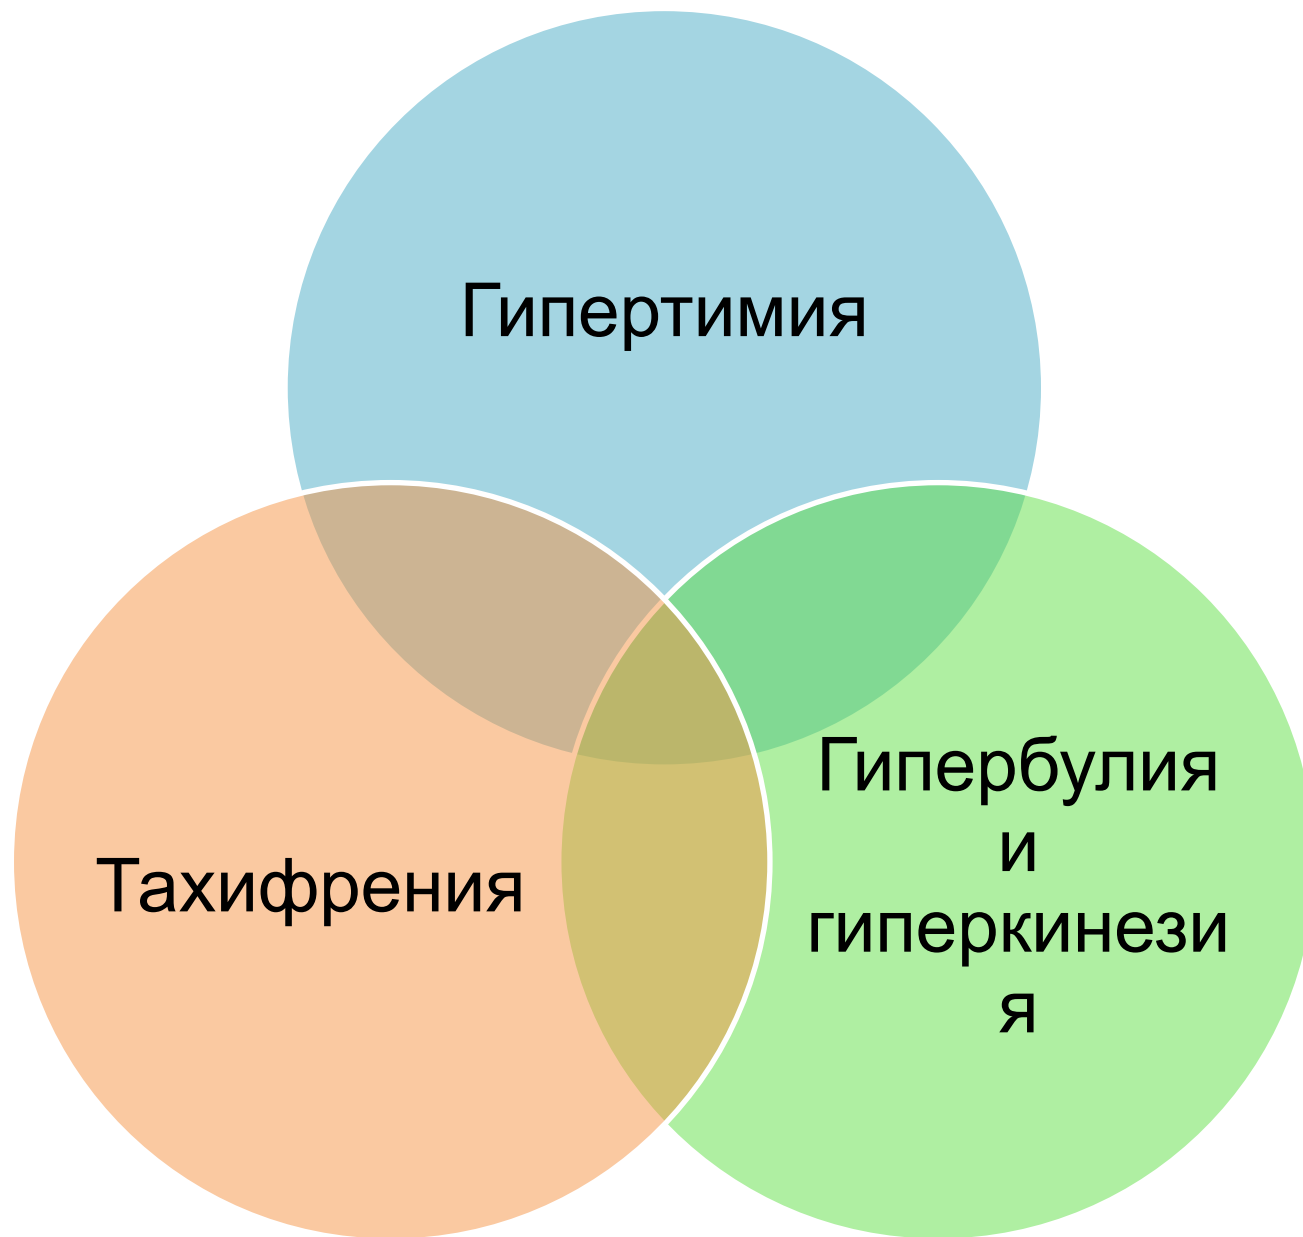 Гипертимия
Гипербулия
и
гиперкинези
я
Тахифрения